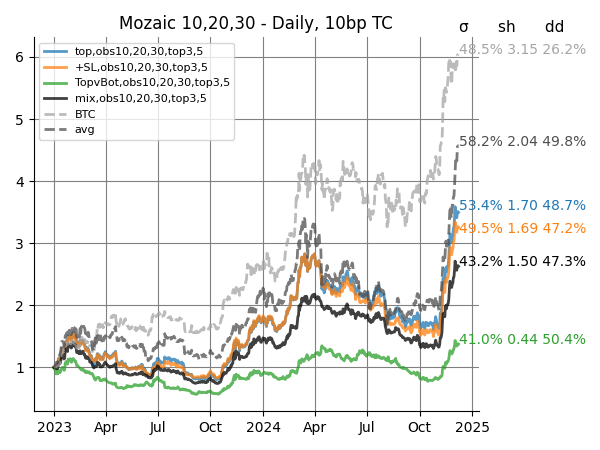 Mozaic 10,20,30 - Daily, 10bp TC
σ sh dd
top,obs10,20,30,top3,5
+SL,obs10,20,30,top3,5
TopvBot,obs10,20,30,top3,5
mix,obs10,20,30,top3,5
BTC
avg
48.5% 3.15 26.2%
58.2% 2.04 49.8%
53.4% 1.70 48.7%
49.5% 1.69 47.2%
43.2% 1.50 47.3%
41.0% 0.44 50.4%
6
5
4
3
2
1
2023 Apr Jul Oct 2024 Apr Jul Oct 2025